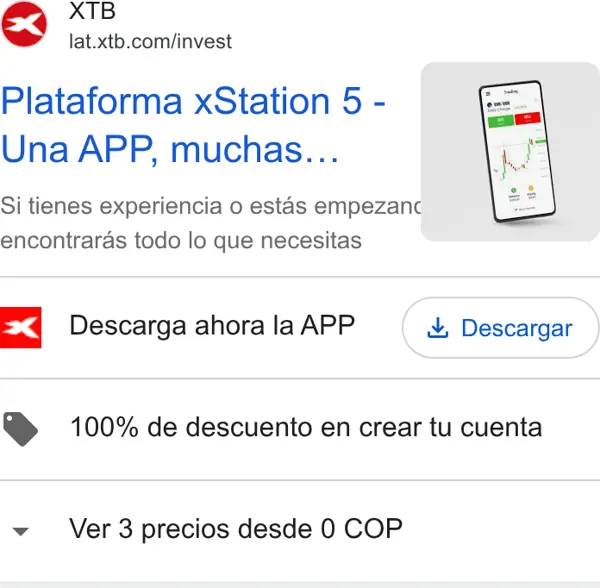 XTB
lat.xtb.com/invest
Plataforma xStation 5 -
Una APP, muchas…
Si tienes experiencia o estás empezand
encontrarás todo lo que necesitas
Trading
Descarga ahora la APP
Descargar
100% de descuento en crear tu cuenta
Ver 3 precios desde 0 COP